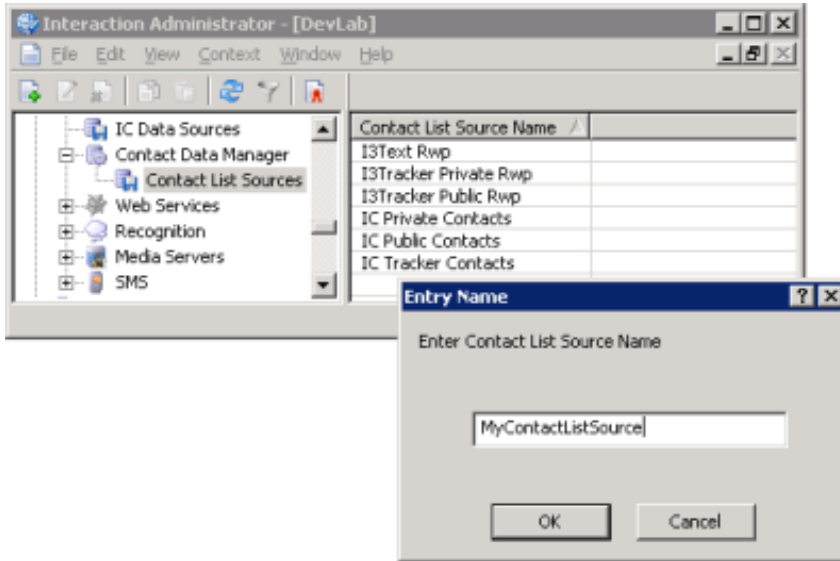 Interaction Administrator - [DevLab]
File Edit View Context Window Help
IC Data Sources
Contact Data Manager
Contact List Sources
Web Services
Recognition
Media Servers
SMS
Contact List Source Name
I3Text Rwp
I3Tracker Private Rwp
I3Tracker Public Rwp
IC Private Contacts
IC Public Contacts
IC Tracker Contacts
Entry Name
Enter Contact List Source Name
MyContactListSource
OK Cancel